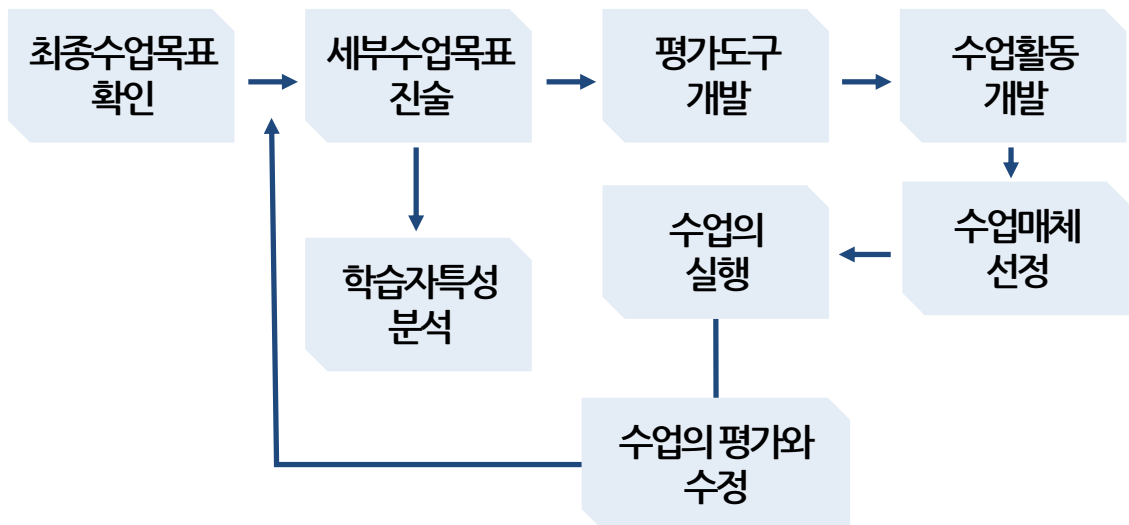 최종수업목표
확인
세부수업목표
진술
평가도구
개발
수업활동
개발
학습자특성
분석
수업의
실행
수업매체
선정
수업의 평가와
수정